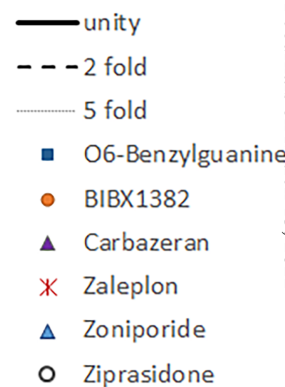 unity
2 fold
5 fold
O6-Benzylguanine
BIBX1382
Carbazeran
Zaleplon
Zoniporide
Ziprasidone